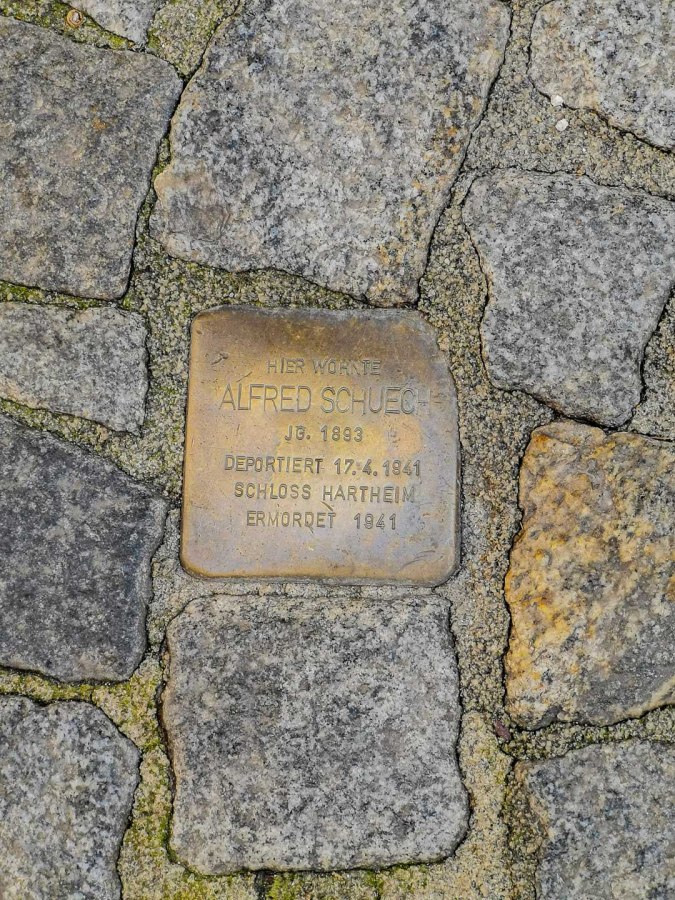 HIER WOHNTE
ALFRED SCHUECH
JG. 1893
DEPORTIERT 17.4.1941
SCHLOSS HARTHEIM
ERMORDET 1941